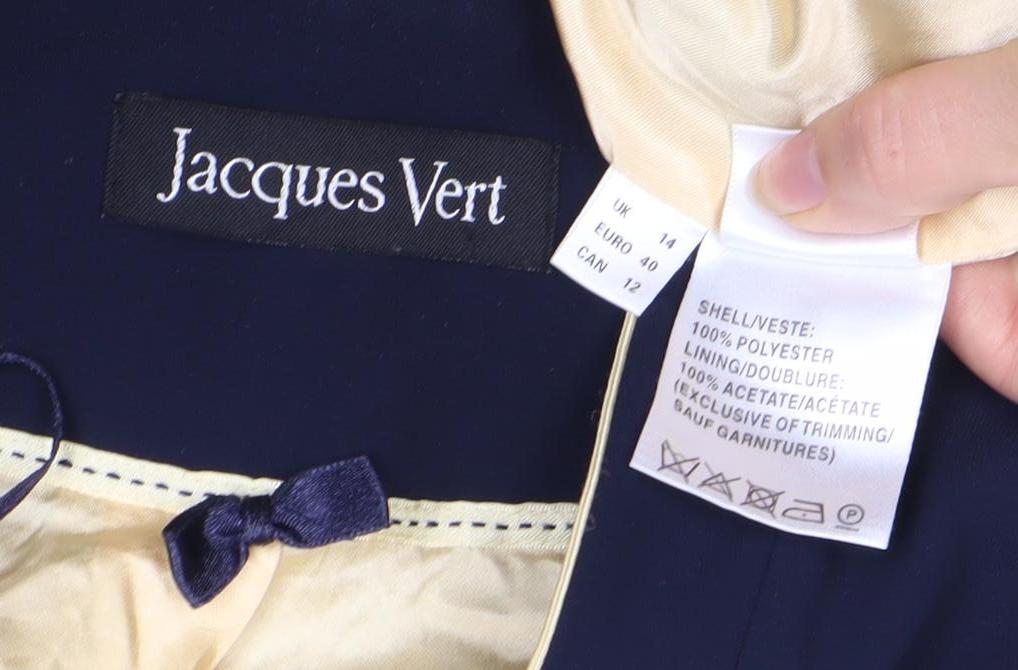 Jacques Vert
UK 14
EURO 40
CAN 12
SHELL/VESTE:
100% POLYESTER
LINING/DOUBLURE:
100% ACETATE/ACÉTATE
(EXCLUSIVE OF TRIMMING/
SAUF GARNITURES)
P